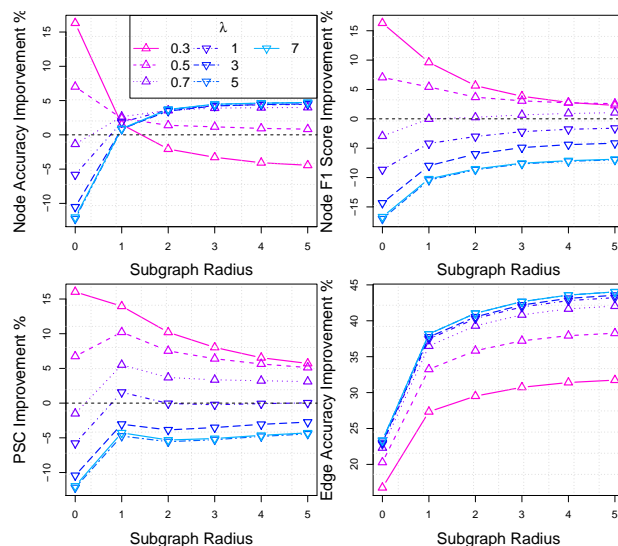 Node Accuracy Imporvement %
15
10
5
0
−5
−10
λ
0.3 1 7
0.5 3
0.7 5
0 1 2 3 4 5
Subgraph Radius
Node F1 Score Improvement %
15
10
5
0
−5
−10
−15
0 1 2 3 4 5
Subgraph Radius
PSC Improvement %
15
10
5
0
−5
−10
0 1 2 3 4 5
Subgraph Radius
Edge Accuracy Improvement %
45
40
35
30
25
20
0 1 2 3 4 5
Subgraph Radius